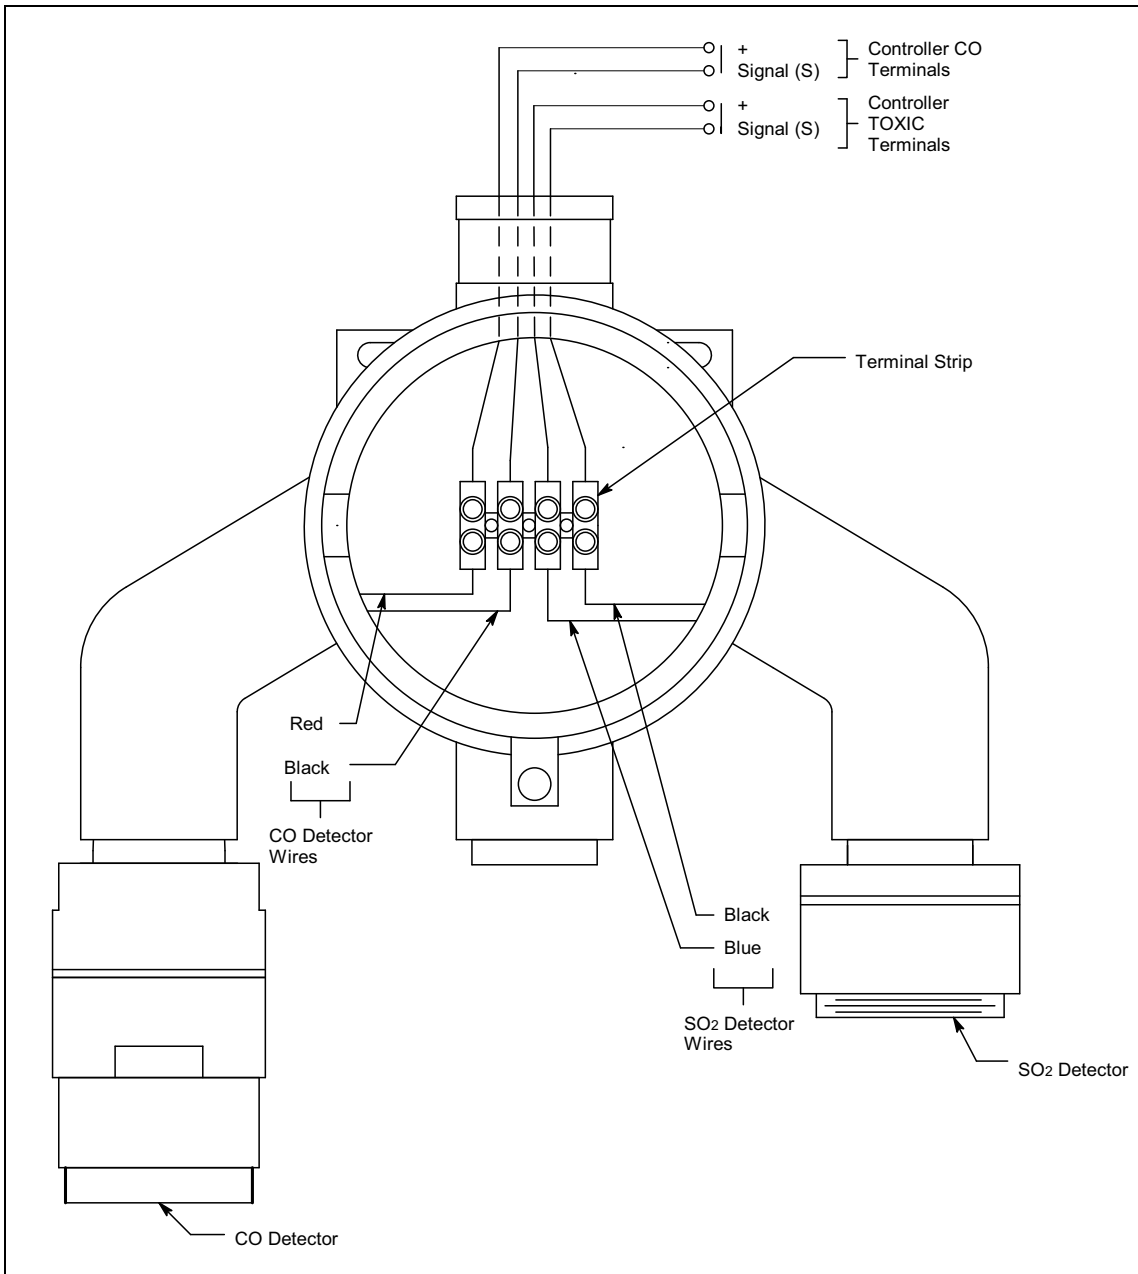 +
Signal (S)
Controller CO
Terminals
+
Signal (S)
Controller
TOXIC
Terminals
Terminal Strip
Red
Black
CO Detector
Wires
Black
Blue
SO2 Detector
Wires
SO2 Detector
CO Detector